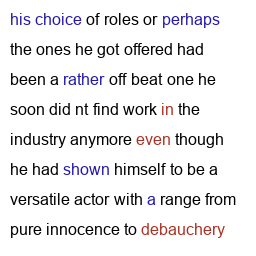 his choice of roles or perhaps
the ones he got offered had
been a rather off beat one he
soon did nt find work in the
industry anymore even though
he had shown himself to be a
versatile actor with a range from
pure innocence to debauchery